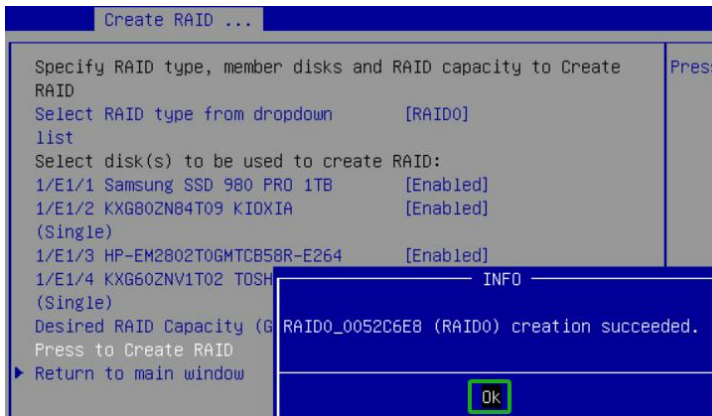 Create RAID ...
Specify RAID type, member disks and RAID capacity to Create
RAID
Select RAID type from dropdown [RAID0]
list
Select disk(s) to be used to create RAID:
1/E1/1 Samsung SSD 980 PRO 1TB [Enabled]
1/E1/2 KXG80ZN84T09 KIOXIA [Enabled]
(Single)
1/E1/3 HP-EM2802T0GMTCB58R-E264 [Enabled]
1/E1/4 KXG60ZNV1T02 TOSH
(Single)
Desired RAID Capacity (G
Press to Create RAID
Return to main window
Press
INFO
RAID0_0052C6E8 (RAID0) creation succeeded.
Ok